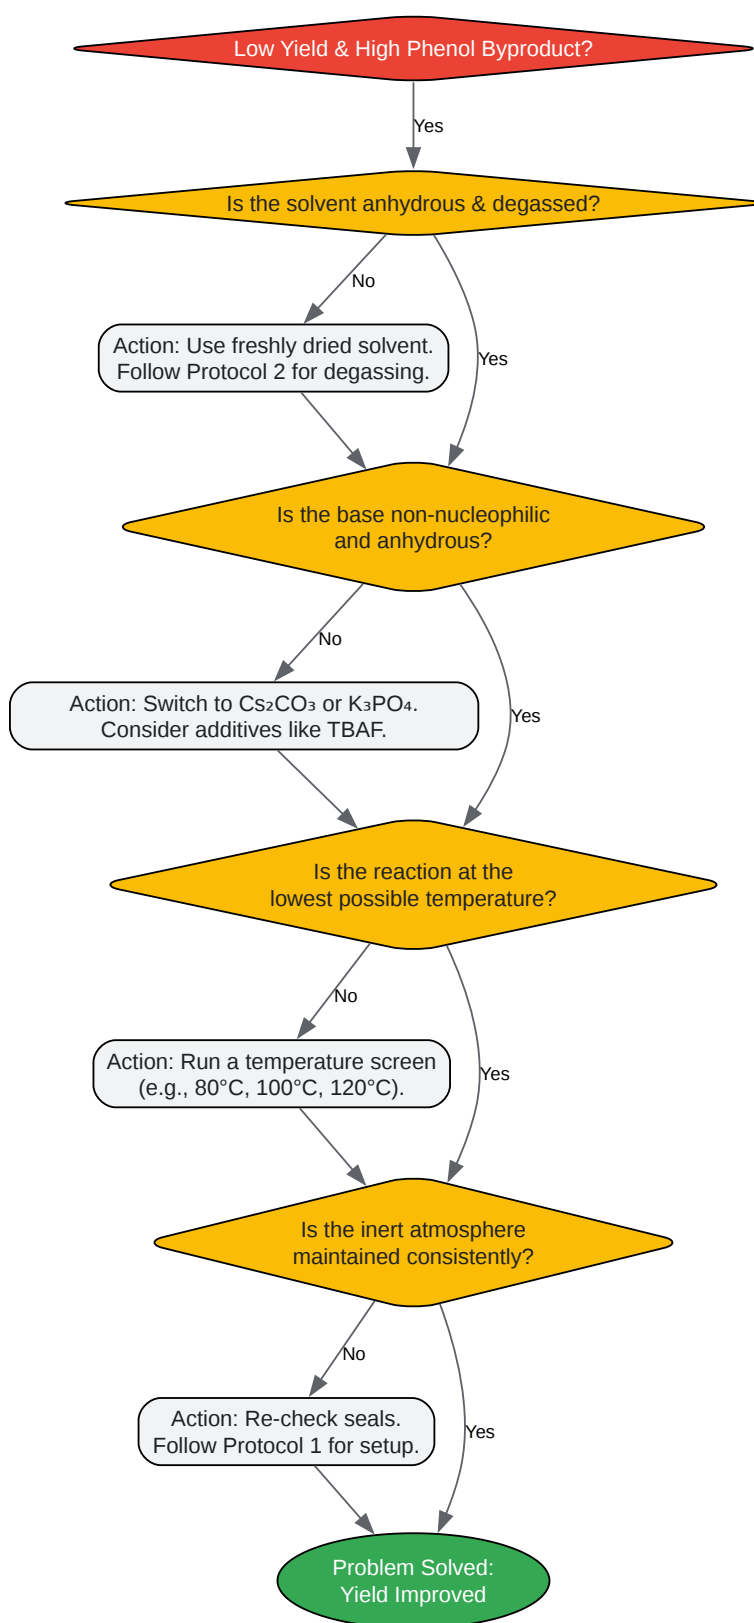 Low Yield & High Phenol Byproduct?
Yes
Is the solvent anhydrous & degassed?
No
Action: Use freshly dried solvent.
Follow Protocol 2 for degassing.
Yes
Is the base non-nucleophilic
and anhydrous?
No
Action: Switch to Cs₂CO₃ or K₃PO₄.
Consider additives like TBAF.
Yes
Is the reaction at the
lowest possible temperature?
No
Action: Run a temperature screen
(e.g., 80°C, 100°C, 120°C).
Yes
Is the inert atmosphere
maintained consistently?
No
Action: Re-check seals.
Follow Protocol 1 for setup.
Yes
Problem Solved:
Yield Improved